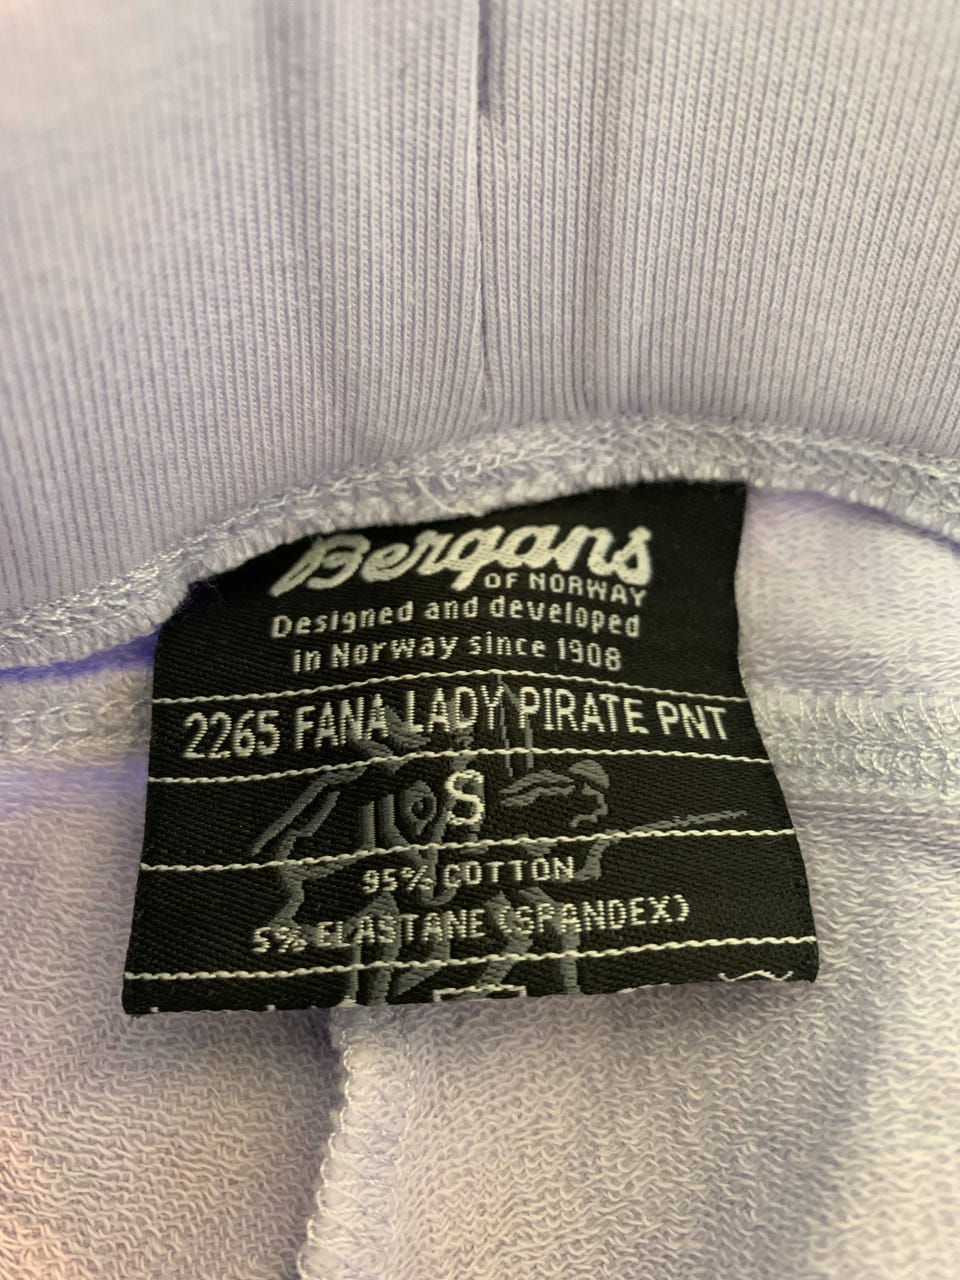 Bergans
OF NORWAY
Designed and developed
in Norway since 1908
2265 FANA LADY PIRATE PNT
S
95% COTTON
5% ELASTANE (SPANDEX)